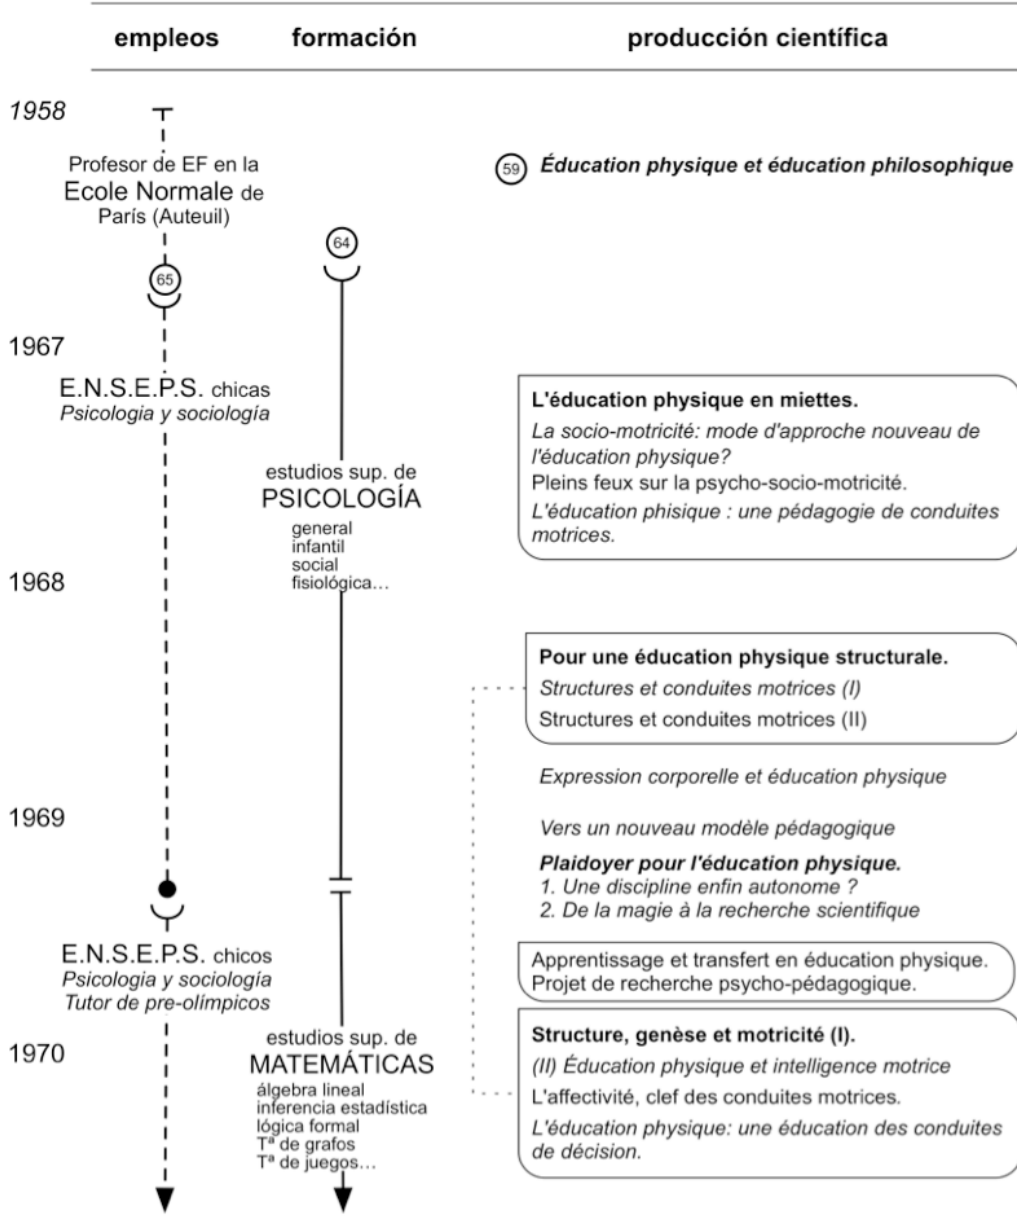 empleos formación producción científica
1958
Profesor de EF en la
Ecole Normale de
París (Auteuil)
59 Éducation physique et éducation philosophique
64
65
1967
E.N.S.E.P.S. chicas
Psicologia y sociología
L'éducation physique en miettes.
La socio-motricité: mode d'approche nouveau de
l'éducation physique?
Pleins feux sur la psycho-socio-motricité.
L'éducation phisique : une pédagogie de conduites
motrices.
estudios sup. de
PSICOLOGÍA
general
infantil
social
fisiológica...
1968
Pour une éducation physique structurale.
Structures et conduites motrices (I)
Structures et conduites motrices (II)
Expression corporelle et éducation physique
1969
Vers un nouveau modèle pédagogique
Plaidoyer pour l'éducation physique.
1. Une discipline enfin autonome ?
2. De la magie à la recherche scientifique
E.N.S.E.P.S. chicos
Psicologia y sociología
Tutor de pre-olímpicos
Apprentissage et transfert en éducation physique.
Projet de recherche psycho-pédagogique.
1970
estudios sup. de
MATEMÁTICAS
álgebra lineal
inferencia estadística
lógica formal
Tª de grafos
Tª de juegos...
Structure, genèse et motricité (I).
(II) Éducation physique et intelligence motrice
L'affectivité, clef des conduites motrices.
L'éducation physique: une éducation des conduites
de décision.